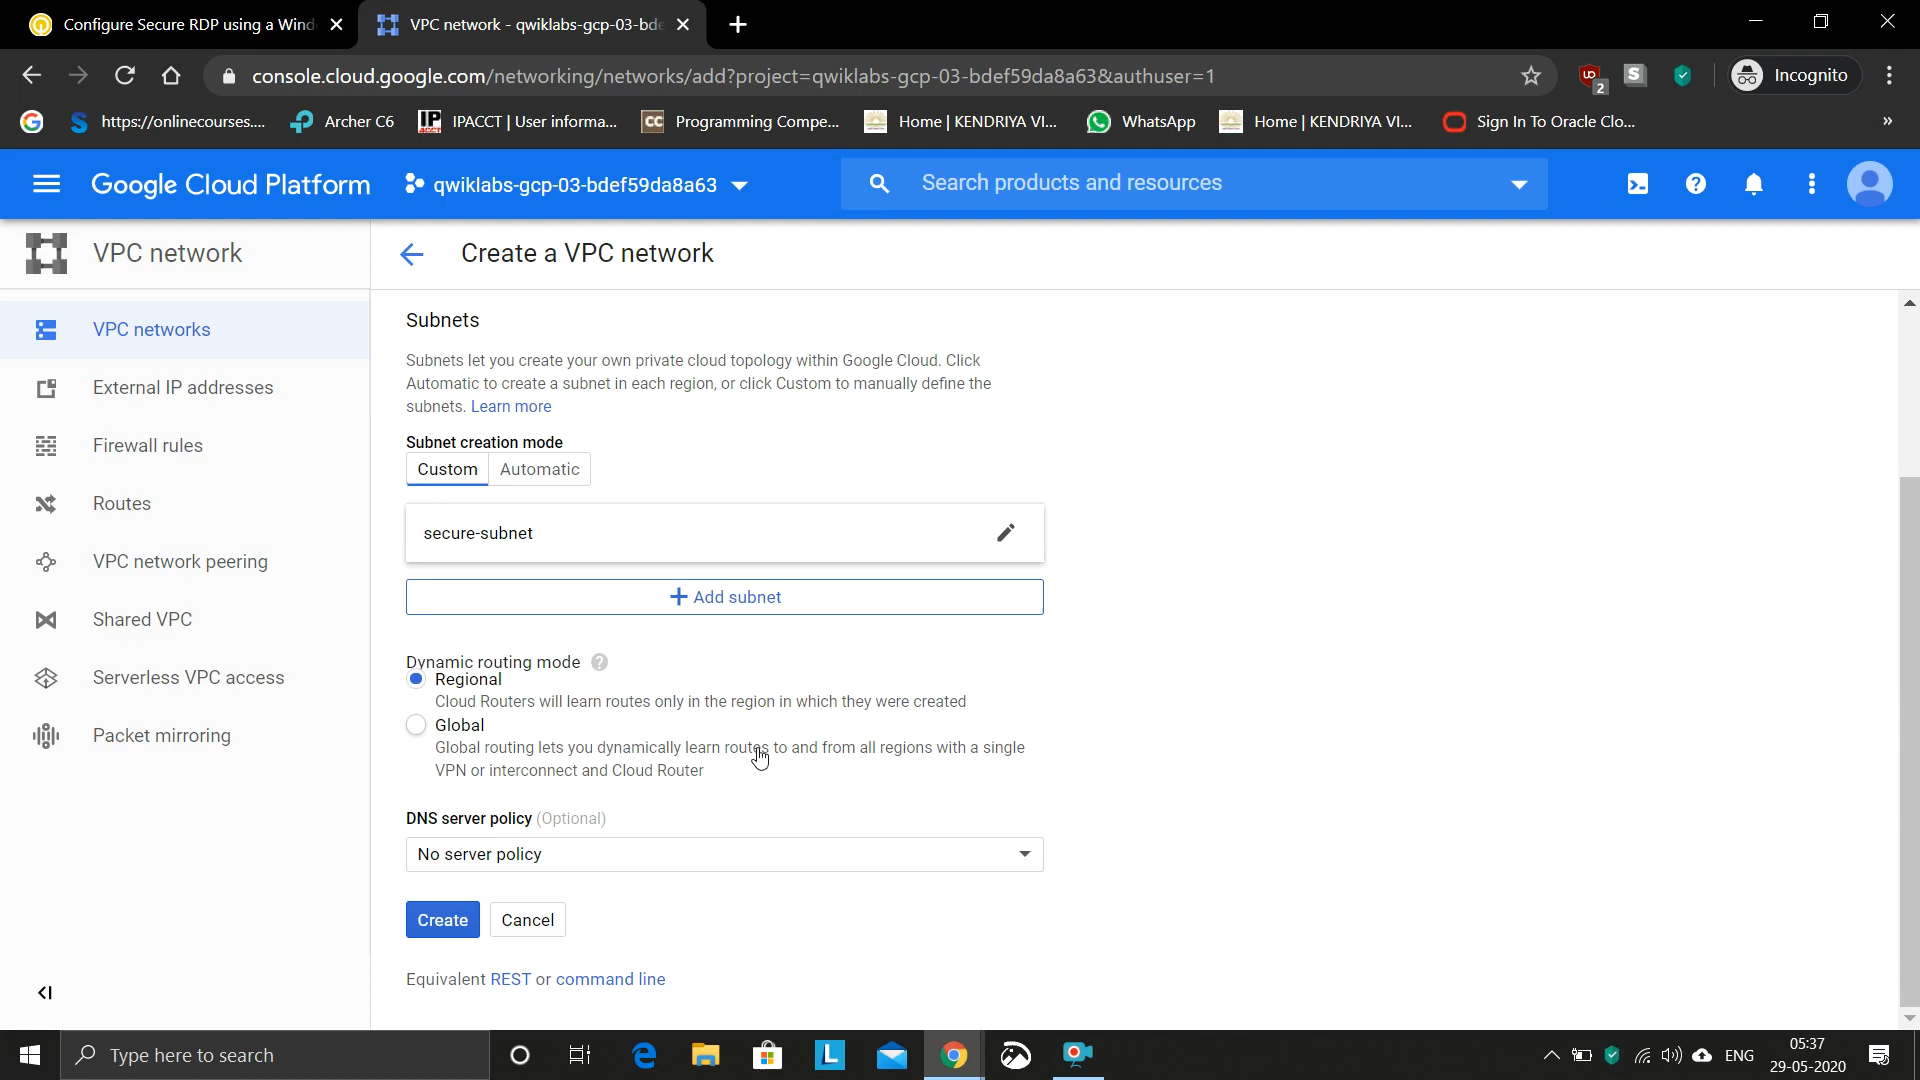 Configure Secure RDP using a Wind
VPC network - qwiklabs-gcp-03-bde
console.cloud.google.com/networking/networks/add?project=qwiklabs-gcp-03-bdef59da8a63&authuser=1
UD
2
S
Incognito
G
S
https://onlinecourses....
Archer C6
IP
IPACCT | User informa...
CC
Programming Compe...
Home | KENDRIYA VI...
WhatsApp
Home | KENDRIYA VI...
Sign In To Oracle Clo...
»
Google Cloud Platform
qwiklabs-gcp-03-bdef59da8a63
Search products and resources
VPC network
Create a VPC network
VPC networks
External IP addresses
Firewall rules
Routes
VPC network peering
Shared VPC
Serverless VPC access
Packet mirroring
Subnets
Subnets let you create your own private cloud topology within Google Cloud. Click
Automatic to create a subnet in each region, or click Custom to manually define the
subnets. Learn more
Subnet creation mode
Custom
Automatic
secure-subnet
+ Add subnet
Dynamic routing mode ?
Regional
Cloud Routers will learn routes only in the region in which they were created
Global
Global routing lets you dynamically learn routes to and from all regions with a single
VPN or interconnect and Cloud Router
DNS server policy (Optional)
No server policy
Create
Cancel
Equivalent REST or command line
Type here to search
L
ENG
05:37
29-05-2020